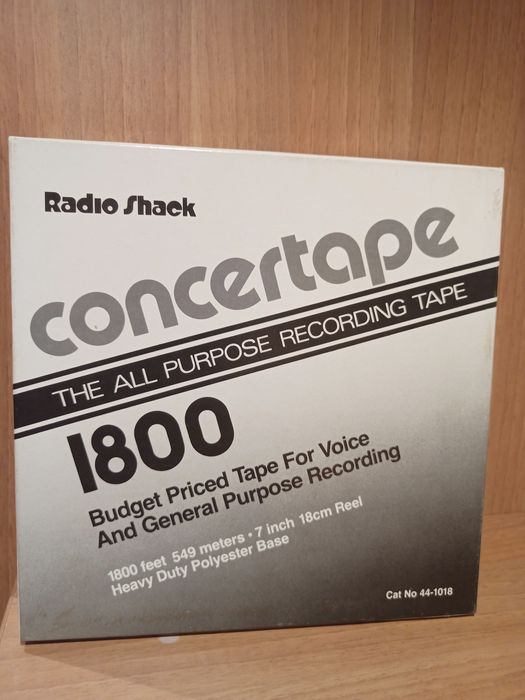 Radio Shack
concertape
THE ALL PURPOSE RECORDING TAPE
1800
Budget Priced Tape For Voice
And General Purpose Recording
1800 feet 549 meters • 7 inch 18cm Reel
Heavy Duty Polyester Base
Cat No 44-1018